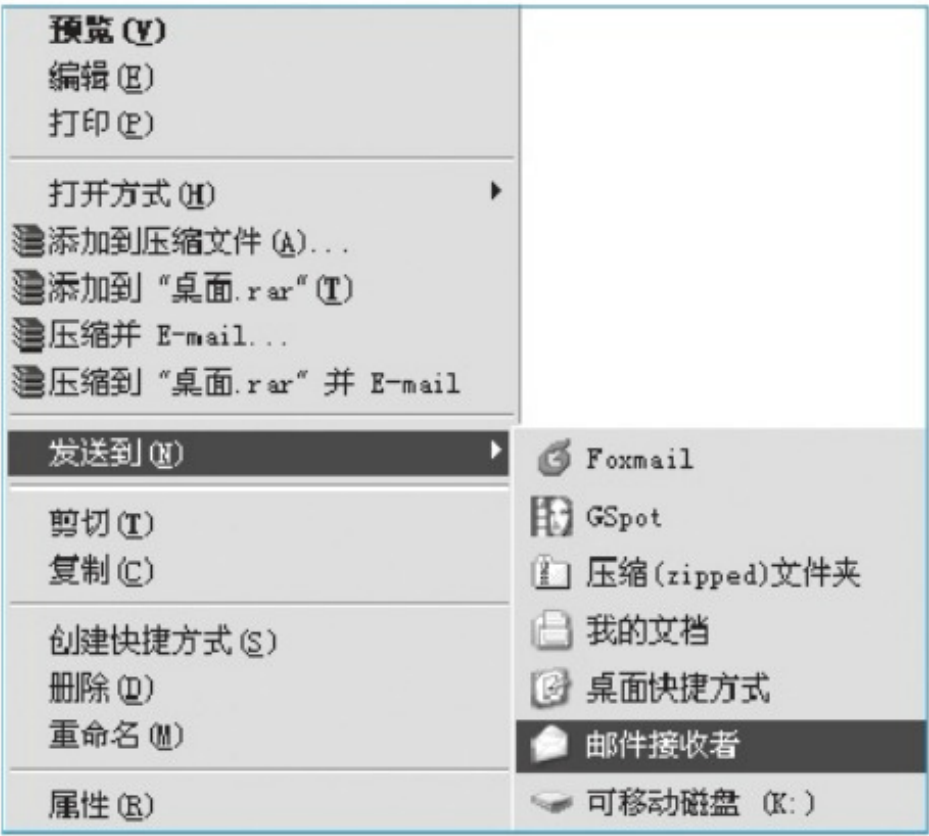 预览(V)
编辑(E)
打印(P)
打开方式(H)
添加到压缩文件(A)...
添加到 "桌面.rar"(T)
压缩并 E-mail...
压缩到 "桌面.rar" 并 E-mail
发送到(N)
剪切(T)
复制(C)
创建快捷方式(S)
删除(D)
重命名(M)
属性(R)
Foxmail
GSpot
压缩(zipped)文件夹
我的文档
桌面快捷方式
邮件接收者
可移动磁盘 (K:)